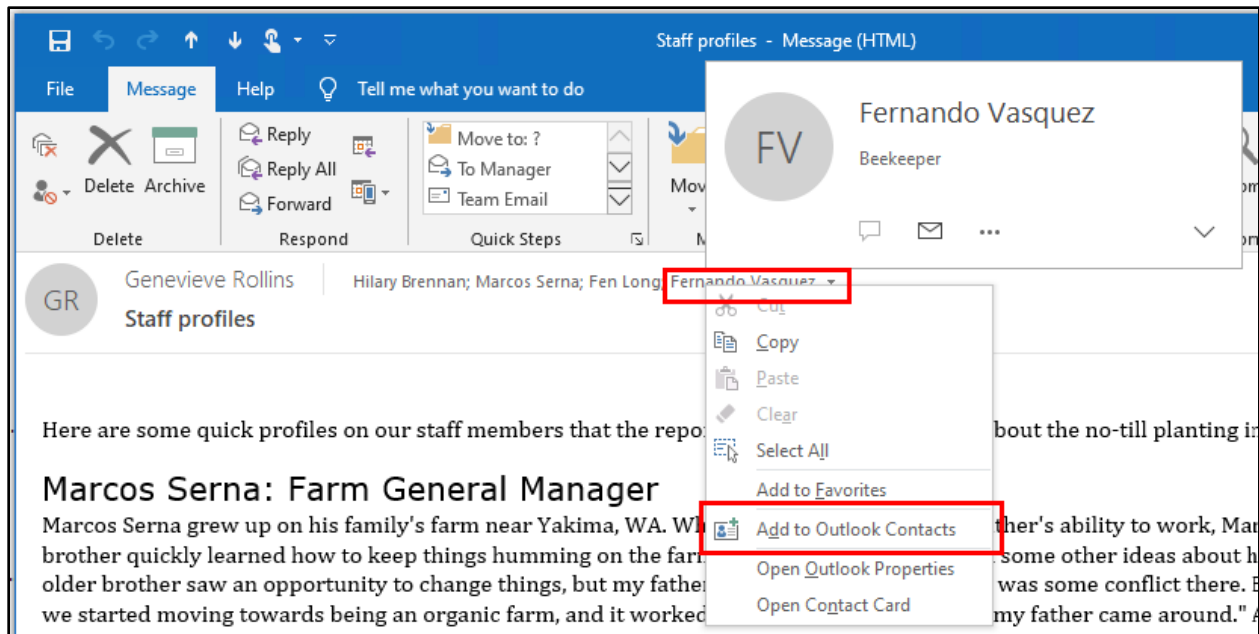 Staff profiles - Message (HTML)
File Message Help Tell me what you want to do
FV
Fernando Vasquez
Beekeeper
Delete Archive
Reply
Reply All
Forward
Move to: ?
To Manager
Team Email
Delete Respond Quick Steps
GR
Genevieve Rollins Hilary Brennan; Marcos Serna; Fen Long; Fernando Vasquez
Staff profiles
Cut
Copy
Paste
Clear
Select All
Add to Favorites
Add to Outlook Contacts
Open Outlook Properties
Open Contact Card
Here are some quick profiles on our staff members that the bout the no-till planting
Marcos Serna: Farm General Manager
Marcos Serna grew up on his family's farm near Yakima, WA. ther's ability to work,
brother quickly learned how to keep things humming on the some other ideas about
older brother saw an opportunity to change things, but my father was some conflict there.
we started moving towards being an organic farm, and it worked my father came around."